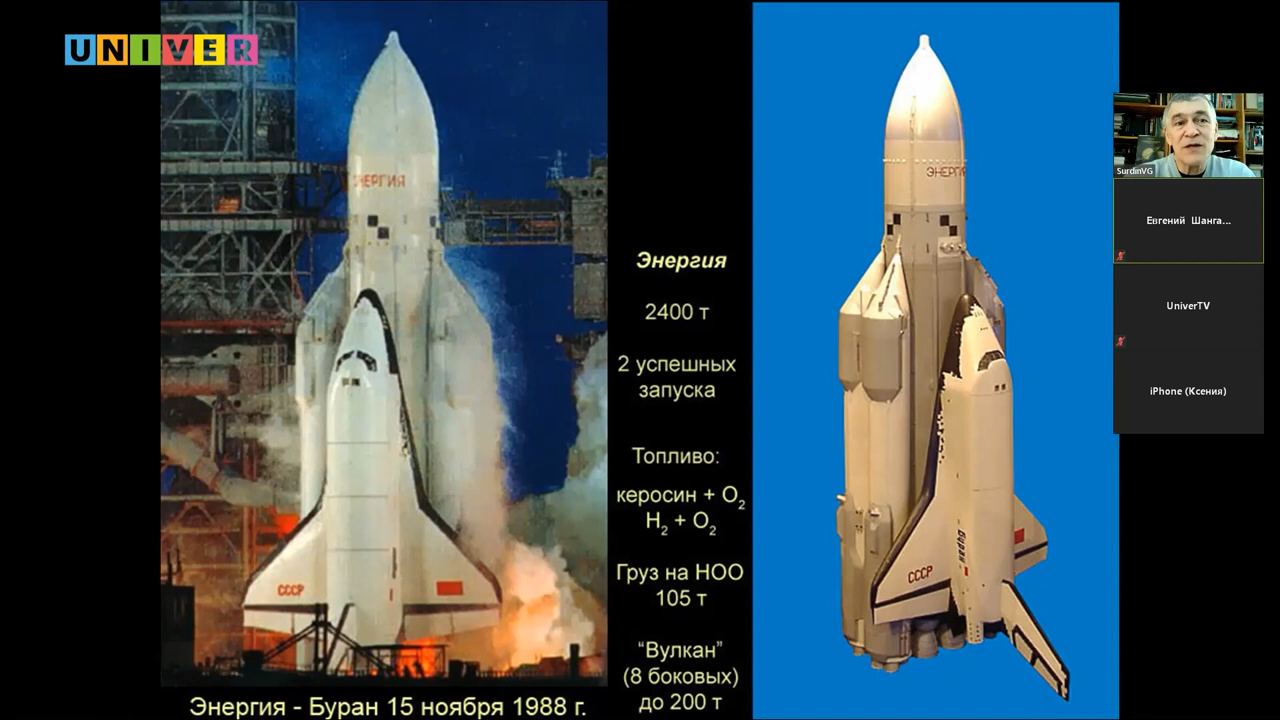 UNIVER
ЭНЕРГИЯ
СССР
Энергия - Буран 15 ноября 1988 г.
Энергия
2400 т
2 успешных
запуска
Топливо:
керосин + O₂
H₂ + O₂
Груз на НОО
105 т
“Вулкан”
(8 боковых)
до 200 т
ЭНЕРГИЯ
Буран
СССР
SurdinVG
Евгений Шанга...
UniverTV
iPhone (Ксения)